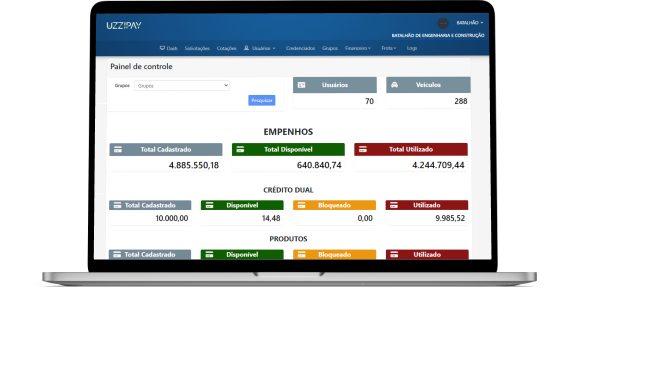 UZZIPAY
BATALHÃO
BATALHÃO DE ENGENHARIA E CONSTRUÇÃO
Dash Solicitações Cotações Usuários Credenciados Grupos Financeiro Frota Logs
Painel de controle
Grupos Grupos
Pesquisar
Usuários Veículos
70 288
EMPENHOS
Total Cadastrado Total Disponível Total Utilizado
4.885.550,18 640.840,74 4.244.709,44
CRÉDITO DUAL
Total Cadastrado Disponível Bloqueado Utilizado
10.000,00 14,48 0,00 9.985,52
PRODUTOS
Total Cadastrado Disponível Bloqueado Utilizado